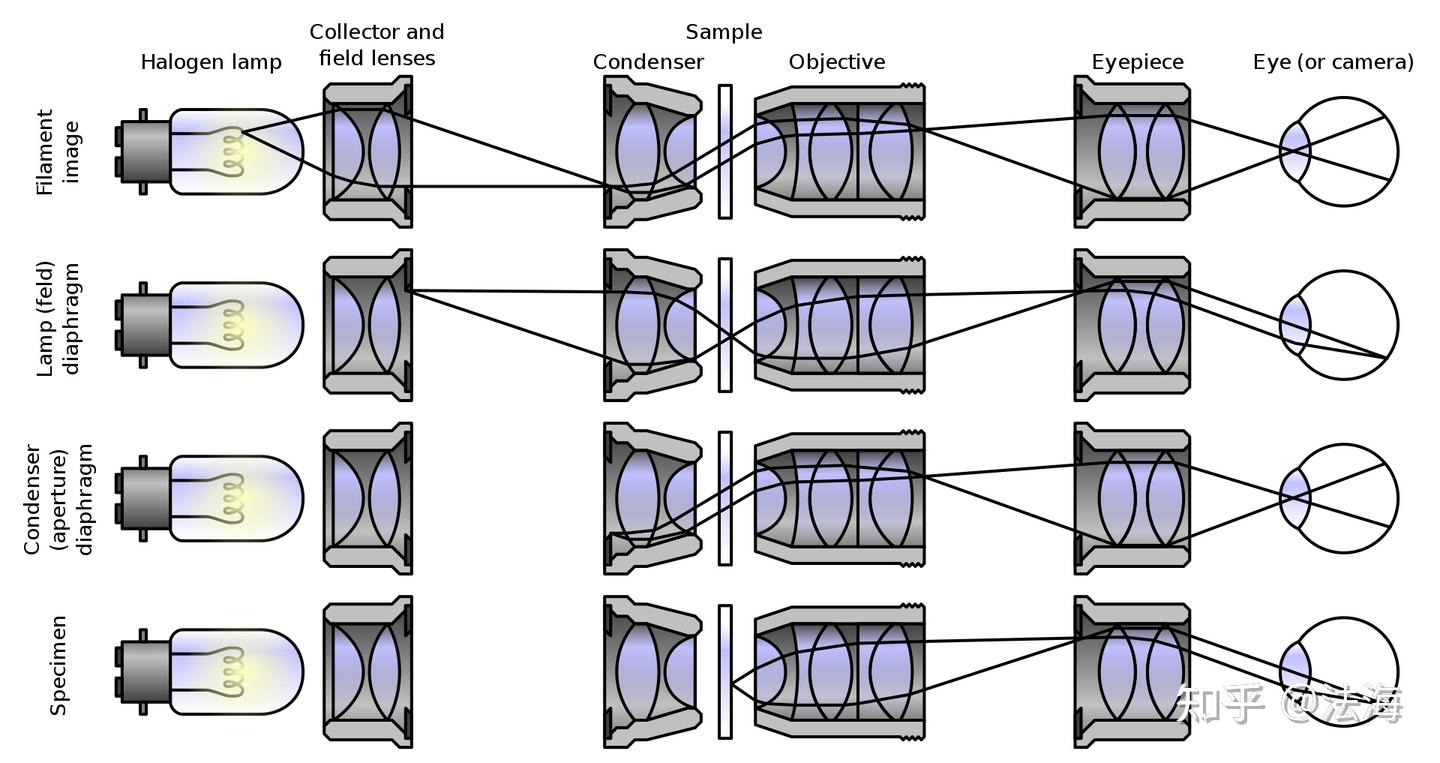 Sample
Collector and
field lenses
Halogen lamp
Condenser
Objective
Eyepiece
Eye (or camera)
Filament
image
Lamp (feld)
diaphragm
Condenser
(aperture)
diaphragm
Specimen
知乎 @法海